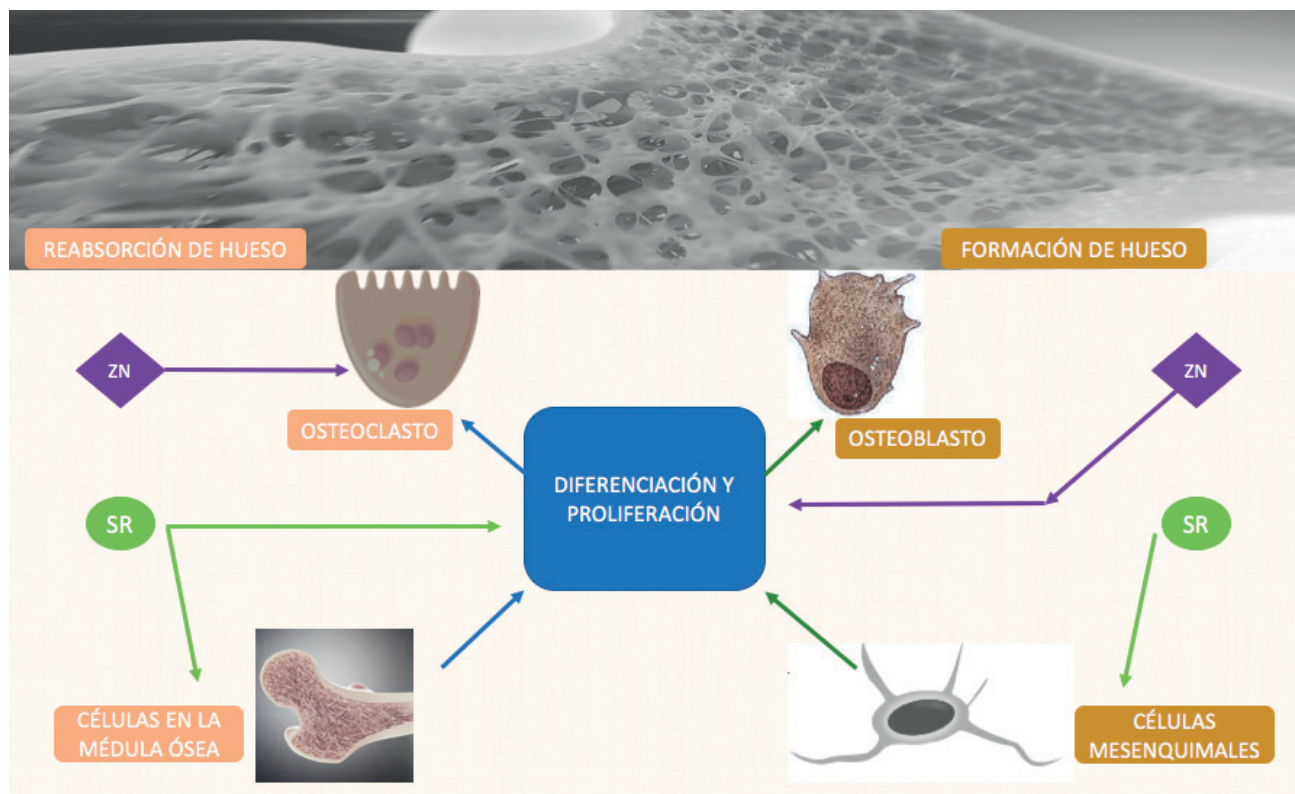 REABSORCIÓN DE HUESO
FORMACIÓN DE HUESO
ZN
ZN
OSTEOCLASTO
OSTEOBLASTO
DIFERENCIACIÓN Y
PROLIFERACIÓN
SR
SR
CÉLULAS EN LA
MÉDULA ÓSEA
CÉLULAS
MESENQUIMALES